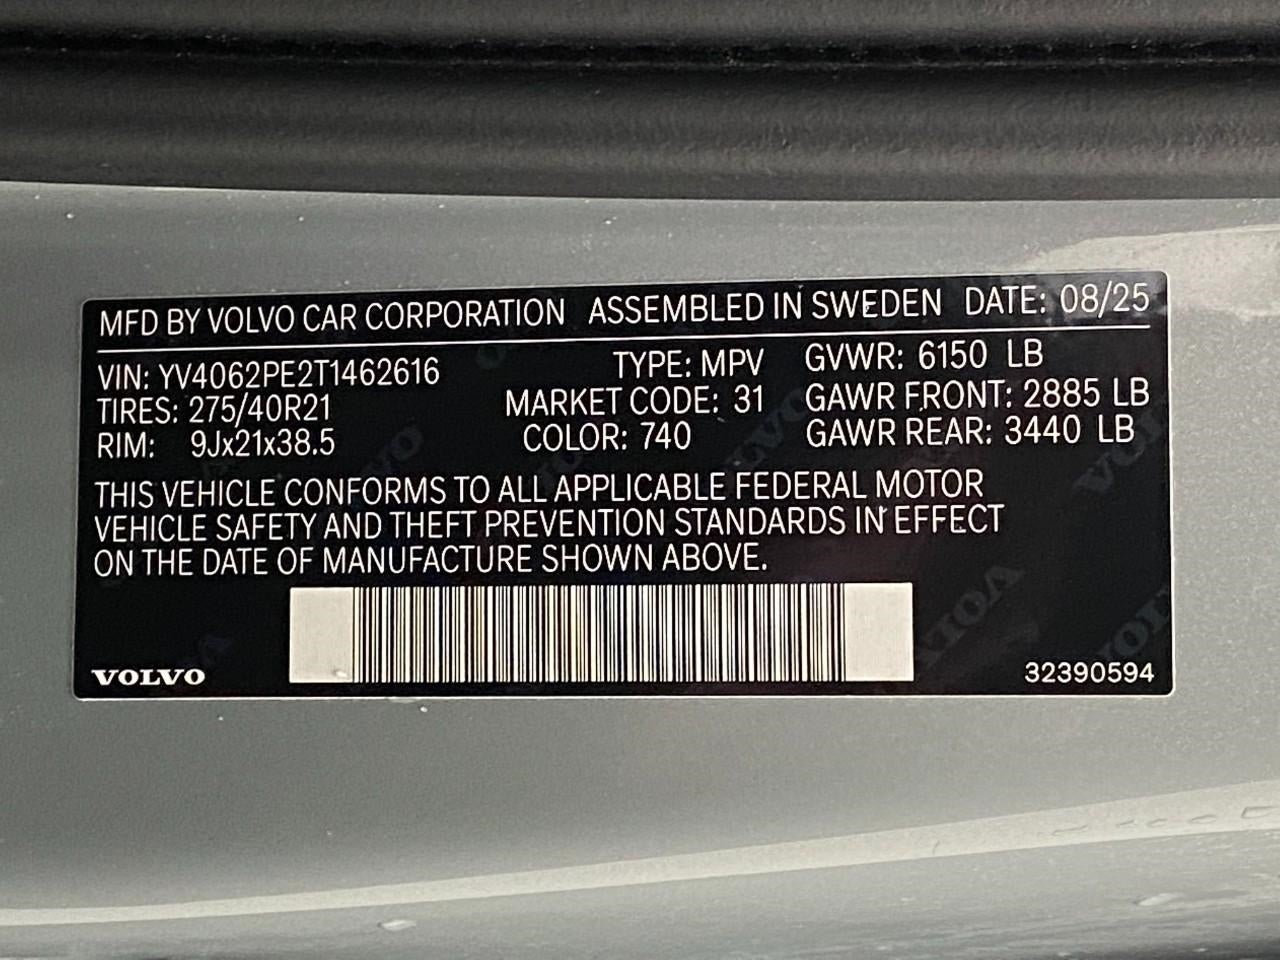 MFD BY VOLVO CAR CORPORATION ASSEMBLED IN SWEDEN DATE: 08/25
VIN: YV4062PE2T1462616 TYPE: MPV GVWR: 6150 LB
TIRES: 275/40R21 MARKET CODE: 31 GAWR FRONT: 2885 LB
RIM: 9Jx21x38.5 COLOR: 740 GAWR REAR: 3440 LB
THIS VEHICLE CONFORMS TO ALL APPLICABLE FEDERAL MOTOR
VEHICLE SAFETY AND THEFT PREVENTION STANDARDS IN EFFECT
ON THE DATE OF MANUFACTURE SHOWN ABOVE.
VOLVO 32390594